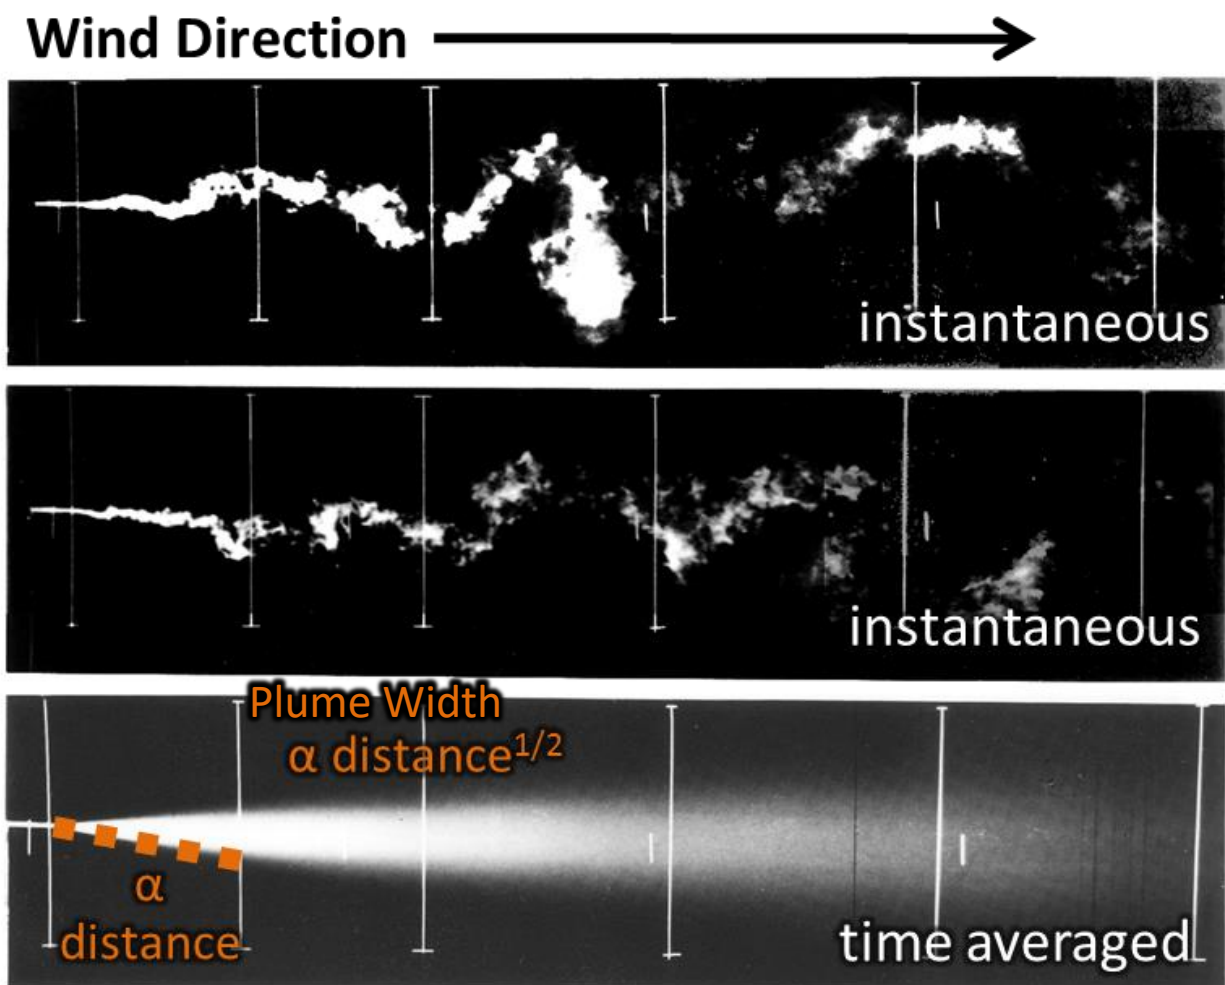 Wind Direction
instantaneous
instantaneous
Plume Width
α distance¹/²
α
distance
time averaged